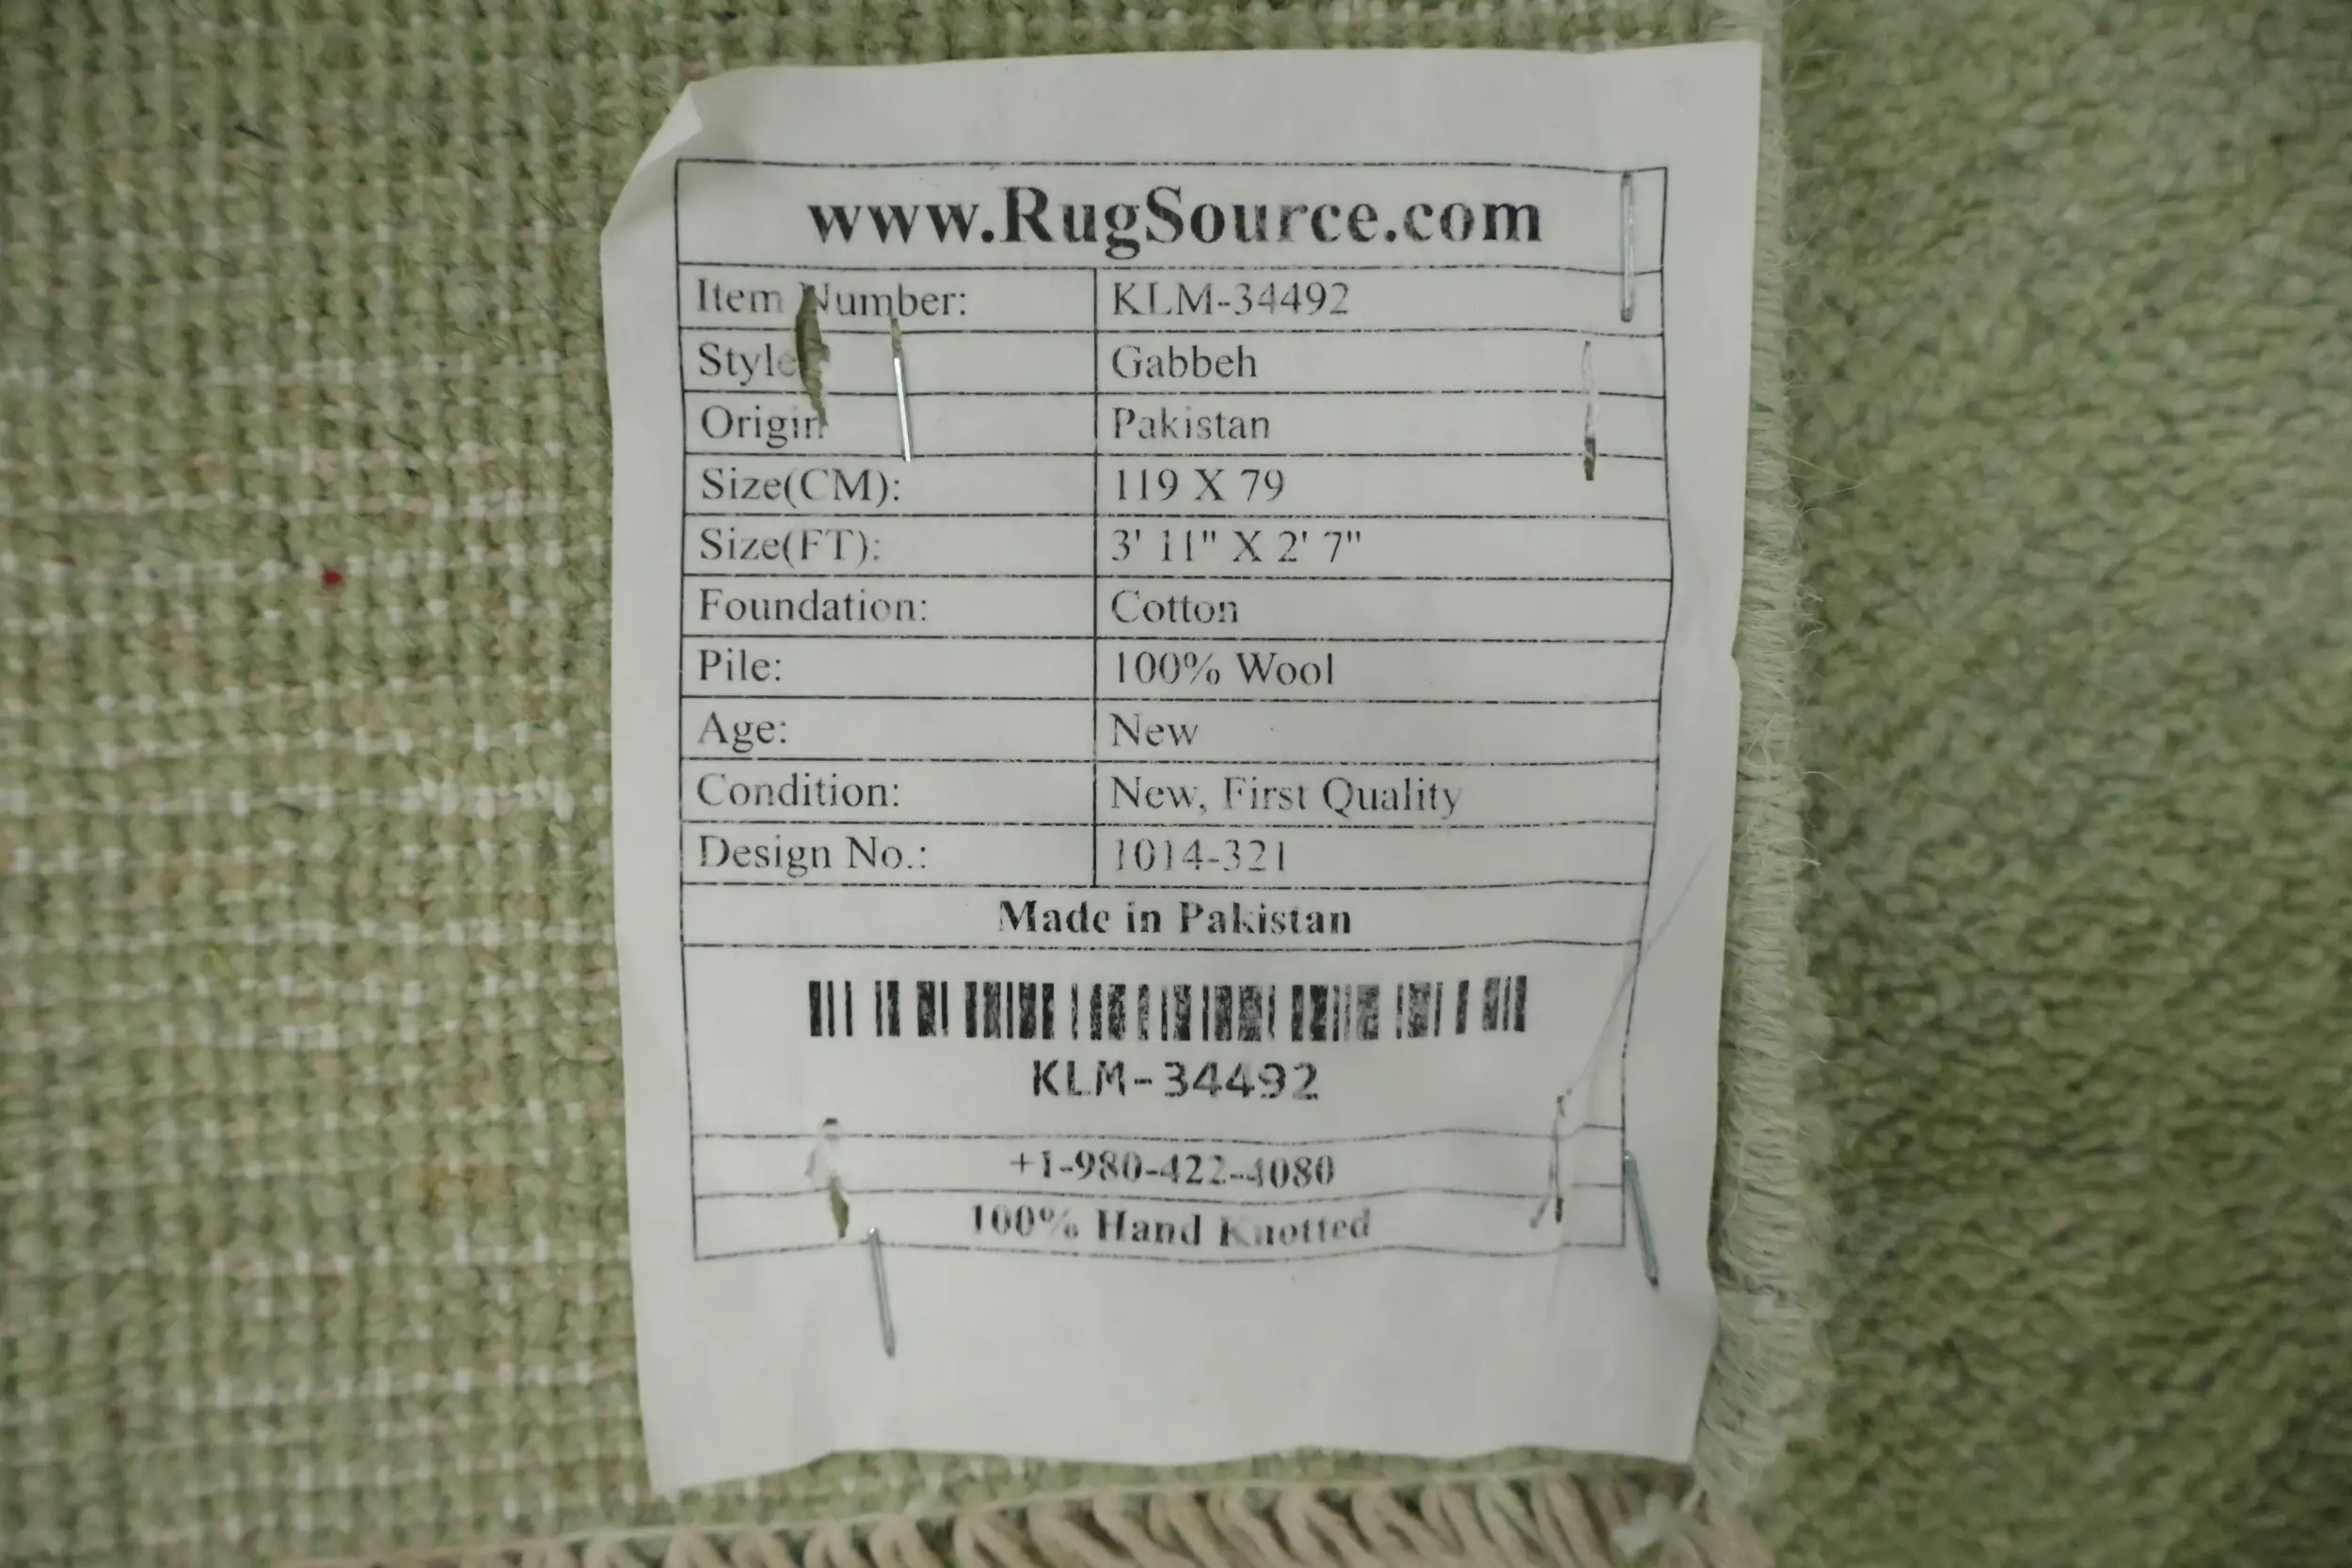 www.RugSource.com
Item Number: KLM-34492
Style Gabbeh
Origin Pakistan
Size(CM): 119 X 79
Size(FT): 3' 11" X 2' 7"
Foundation: Cotton
Pile: 100% Wool
Age: New
Condition: New, First Quality
Design No.: 1014-321
Made in Pakistan
KLM-34492
+1-980-422-4080
100% Hand Knotted